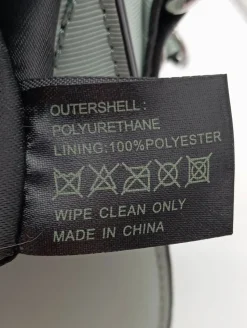 OUTERSHELL:
POLYURETHANE
LINING:100%POLYESTER
WIPE CLEAN ONLY
MADE IN CHINA